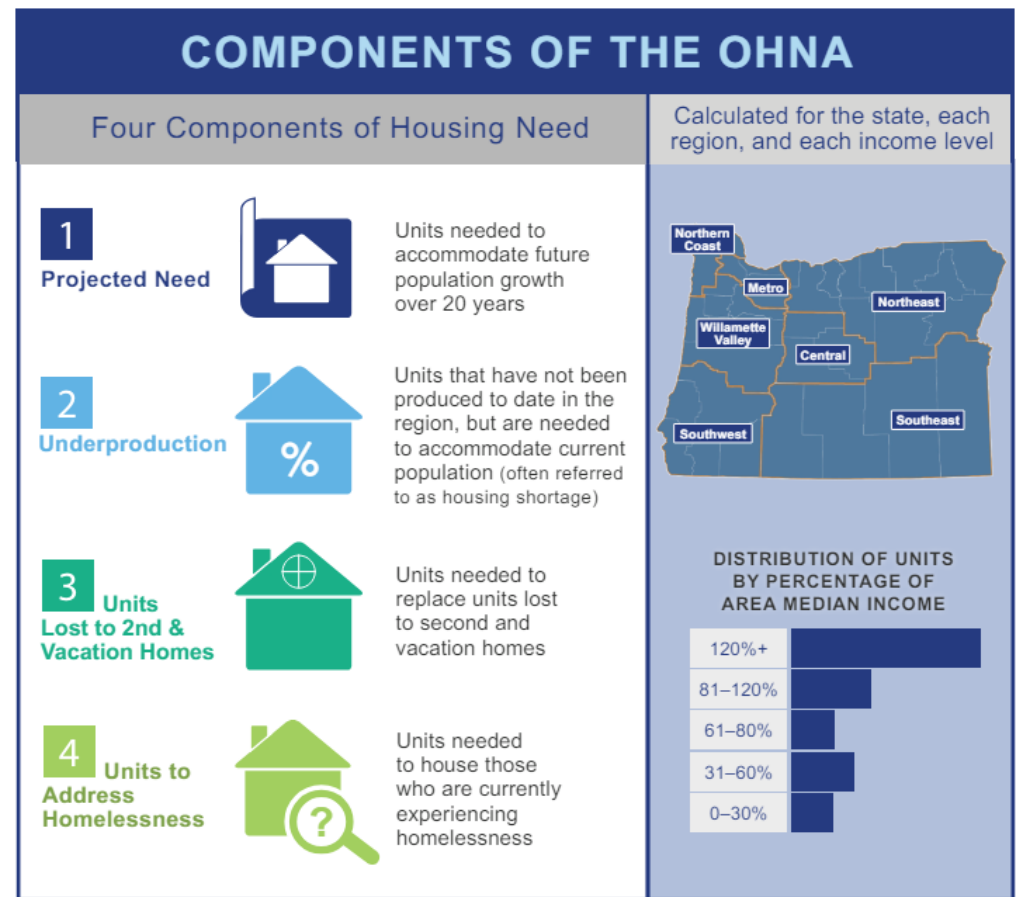 COMPONENTS OF THE OHNA
Four Components of Housing Need
Calculated for the state, each
region, and each income level
1
Projected Need
Units needed to
accommodate future
population growth
over 20 years
2
Underproduction
%
Units that have not been
produced to date in the
region, but are needed
to accommodate current
population (often referred
to as housing shortage)
3
Units
Lost to 2nd &
Vacation Homes
Units needed to
replace units lost
to second and
vacation homes
4
Units to
Address
Homelessness
?
Units needed
to house those
who are currently
experiencing
homelessness
Northern
Coast
Metro
Northeast
Willamette
Valley
Central
Southwest
Southeast
DISTRIBUTION OF UNITS
BY PERCENTAGE OF
AREA MEDIAN INCOME
120%+
81–120%
61–80%
31–60%
0–30%